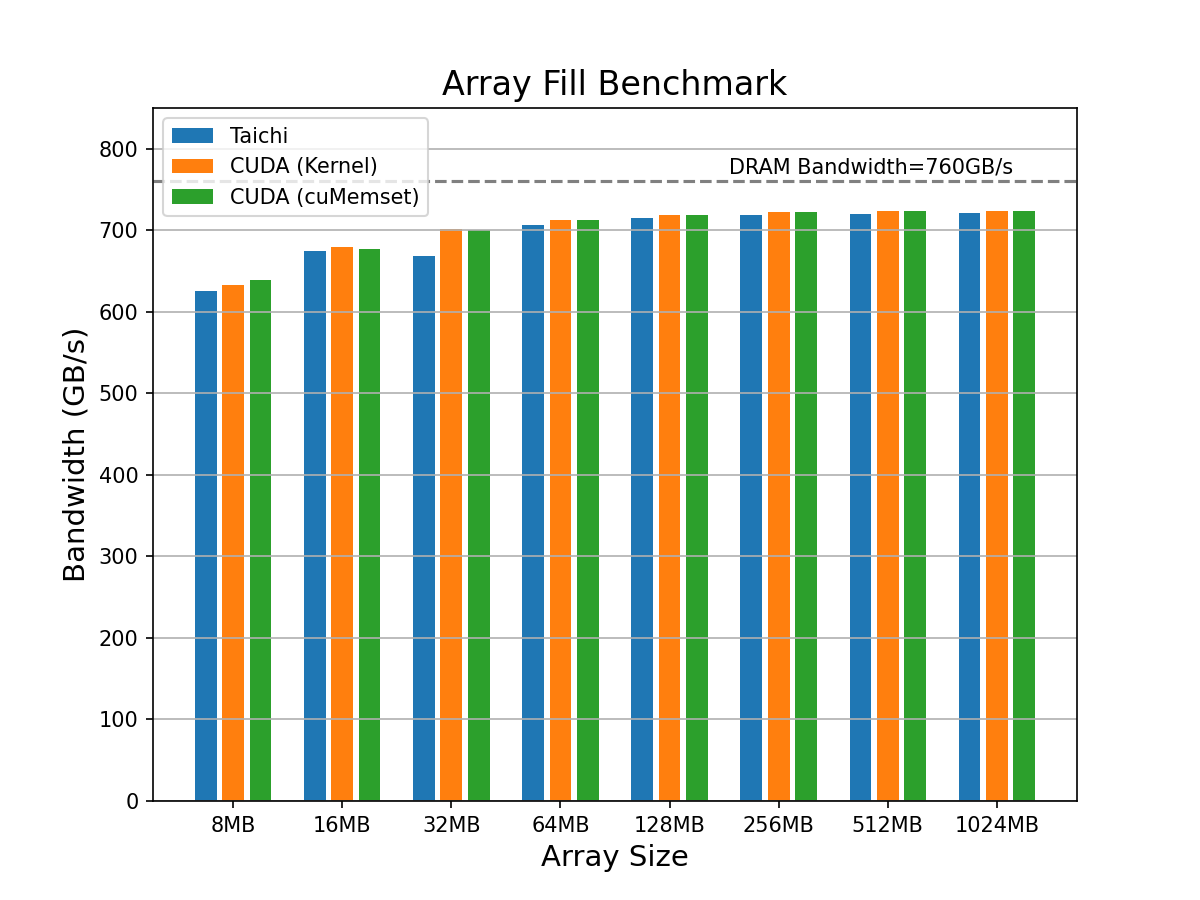 Array Fill Benchmark
Taichi
CUDA (Kernel)
CUDA (cuMemset)
DRAM Bandwidth=760GB/s
800
700
600
500
400
300
200
100
0
Bandwidth (GB/s)
8MB 16MB 32MB 64MB 128MB 256MB 512MB 1024MB
Array Size